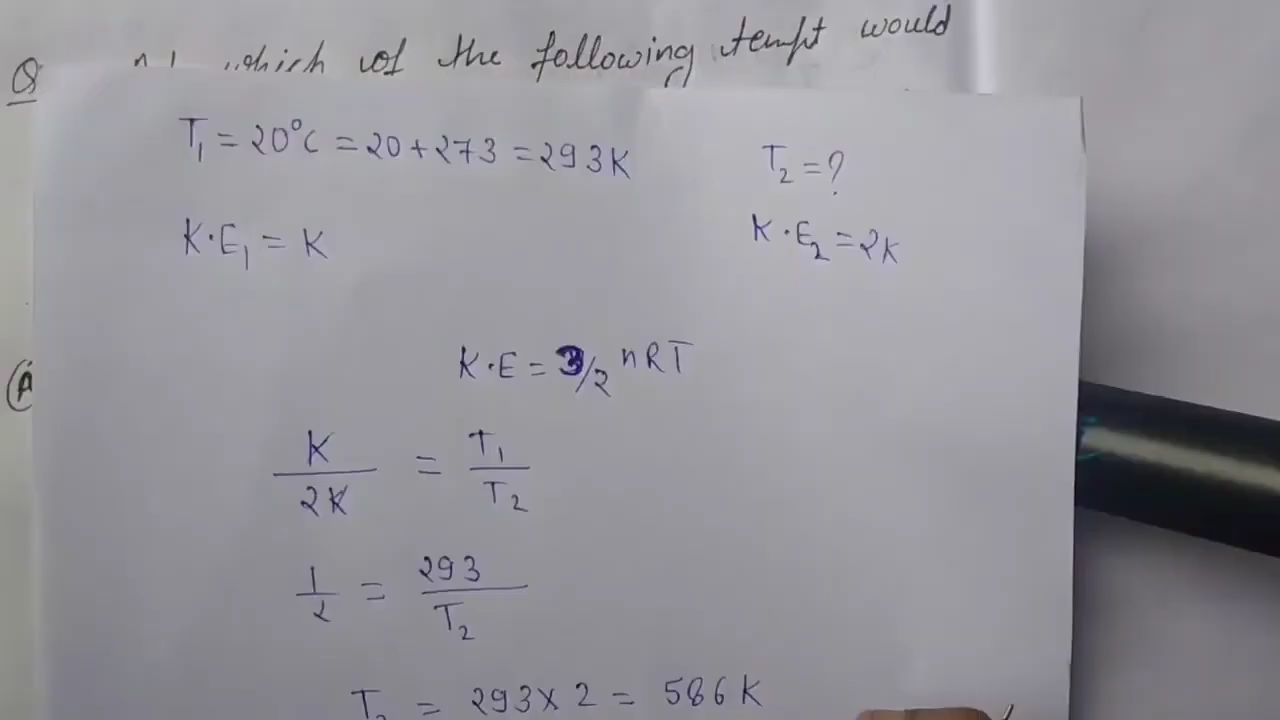 Q which of the following tempt would
T₁ = 20°C = 20+273 = 293K
T₂ = ?
K·E₁ = K
K·E₂ = 2K
K·E = 3/2 nRT
K/2K = T₁/T₂
1/2 = 293/T₂
(A
T₂ = 293×2 = 586 K